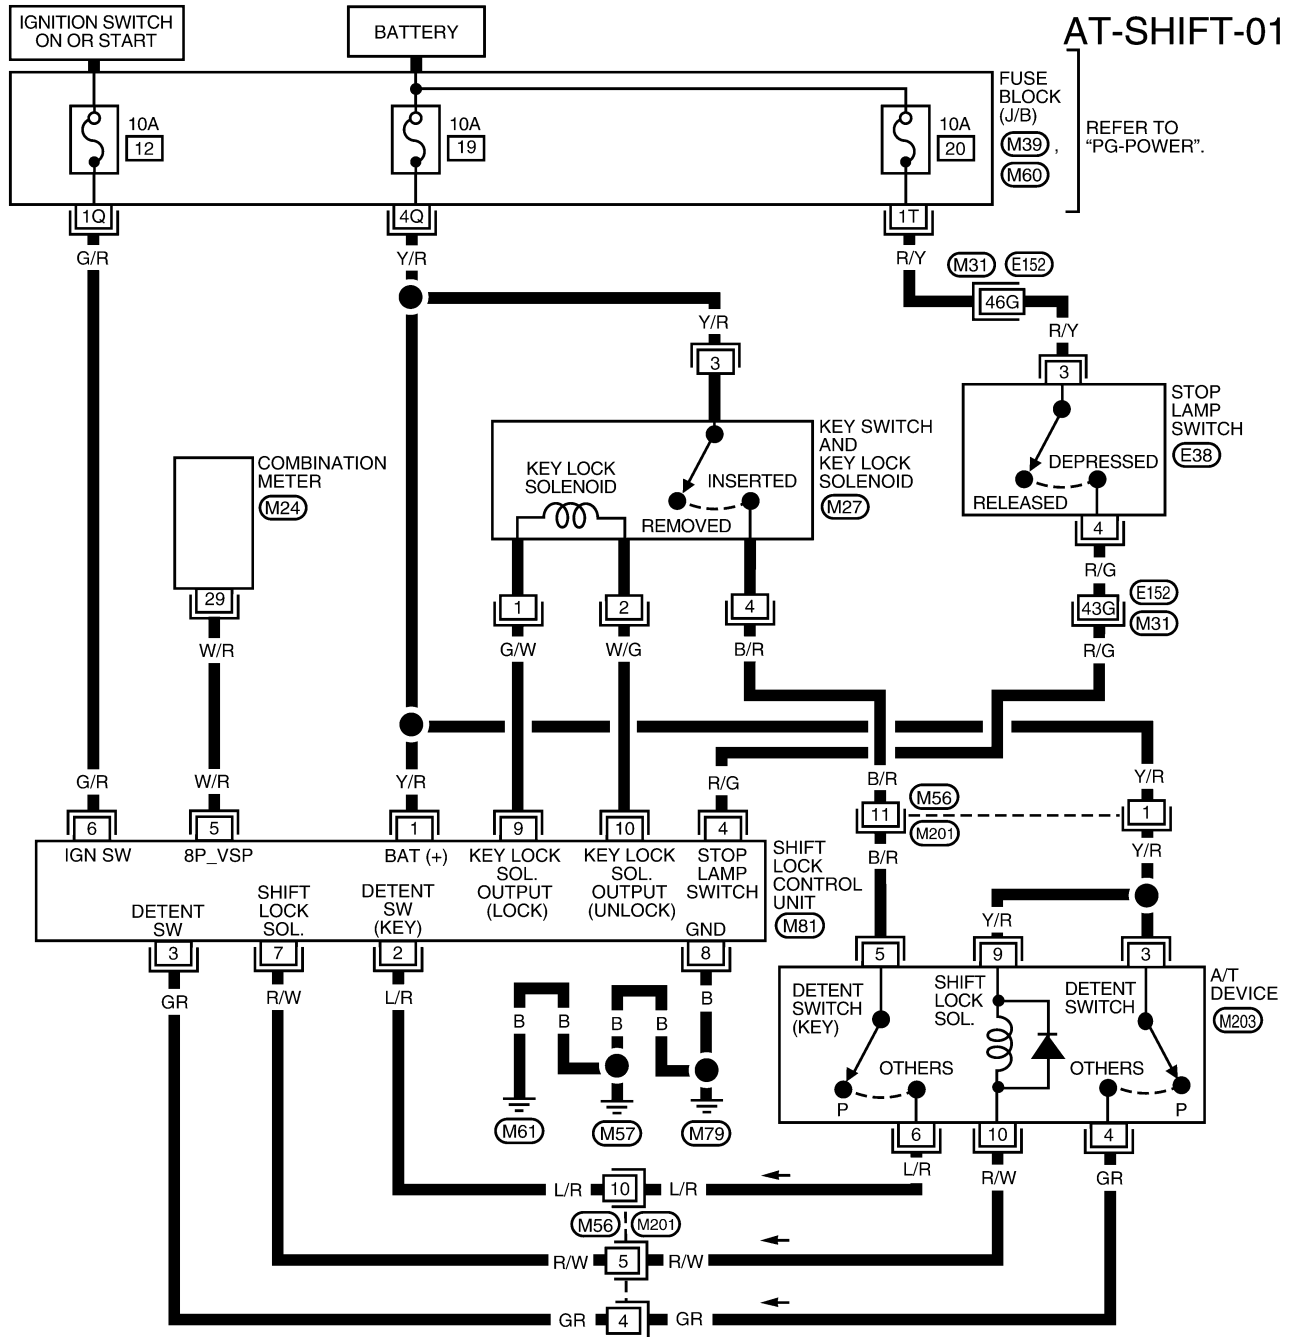 IGNITION SWITCH
ON OR START
BATTERY
AT-SHIFT-01
10A
12
10A
19
10A
20
FUSE
BLOCK
(J/B)
M39 ,
M60
REFER TO
"PG-POWER".
1Q
4Q
1T
G/R
Y/R
R/Y
M31
E152
46G
Y/R
R/Y
3
3
STOP
LAMP
SWITCH
E38
DEPRESSED
RELEASED
KEY SWITCH
AND
KEY LOCK
SOLENOID
M27
KEY LOCK
SOLENOID
INSERTED
REMOVED
COMBINATION
METER
M24
4
R/G
29
1
2
4
43G
E152
M31
W/R
G/W
W/G
B/R
R/G
G/R
W/R
Y/R
R/G
B/R
Y/R
M56
11
1
M201
B/R
Y/R
6
5
1
9
10
4
IGN SW
8P_VSP
BAT (+)
KEY LOCK
SOL.
OUTPUT
(LOCK)
KEY LOCK
SOL.
OUTPUT
(UNLOCK)
STOP
LAMP
SWITCH
SHIFT
LOCK
CONTROL
UNIT
M81
DETENT
SW
SHIFT
LOCK
SOL.
DETENT
SW
(KEY)
GND
Y/R
3
7
2
8
5
9
3
GR
R/W
L/R
B
B
B
B
B
DETENT
SWITCH
(KEY)
SHIFT
LOCK
SOL.
DETENT
SWITCH
A/T
DEVICE
M203
OTHERS
OTHERS
P
P
M61
M57
M79
6
10
4
L/R
R/W
GR
L/R
10
L/R
M56
M201
R/W
5
R/W
GR
4
GR